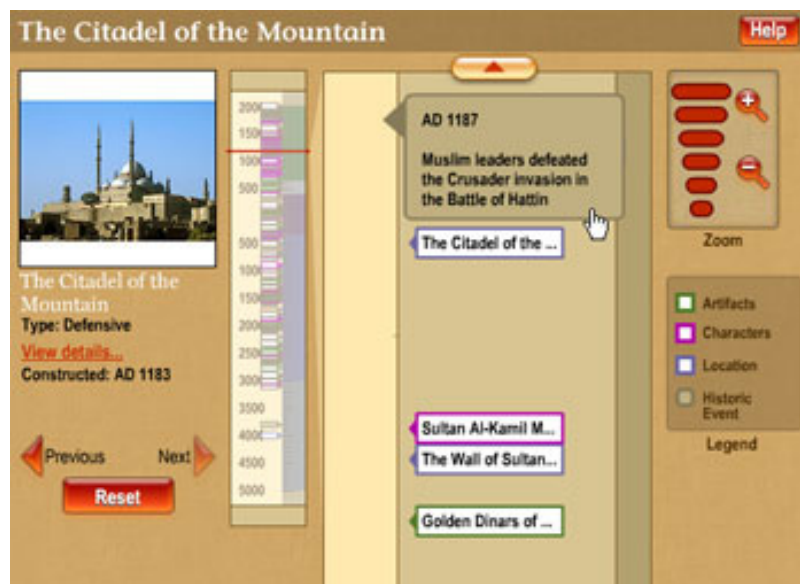 The Citadel of the Mountain
Help
The Citadel of the
Mountain
Type: Defensive
View details...
Constructed: AD 1183
Previous
Next
Reset
2000
1500
1000
500
500
1000
1500
2000
2500
3000
3500
4000
4500
5000
AD 1187
Muslim leaders defeated
the Crusader invasion in
the Battle of Hattin
The Citadel of the ...
Sultan Al-Kamil M...
The Wall of Sultan...
Golden Dinars of ...
Zoom
Artifacts
Characters
Location
Historic
Event
Legend